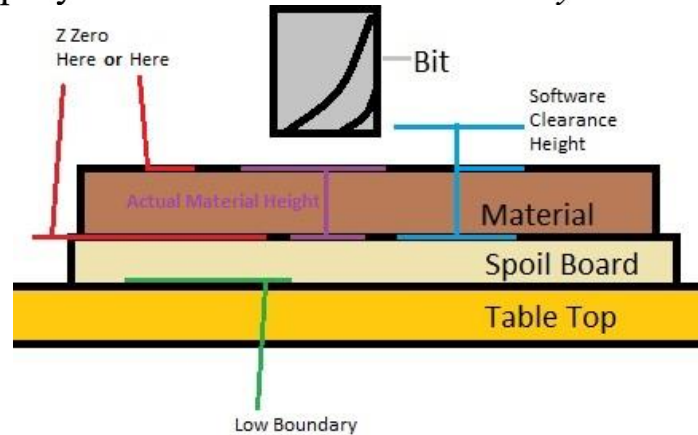 Z Zero
Here or Here
Bit
Software
Clearance
Height
Actual Material Height
Material
Spoil Board
Table Top
Low Boundary